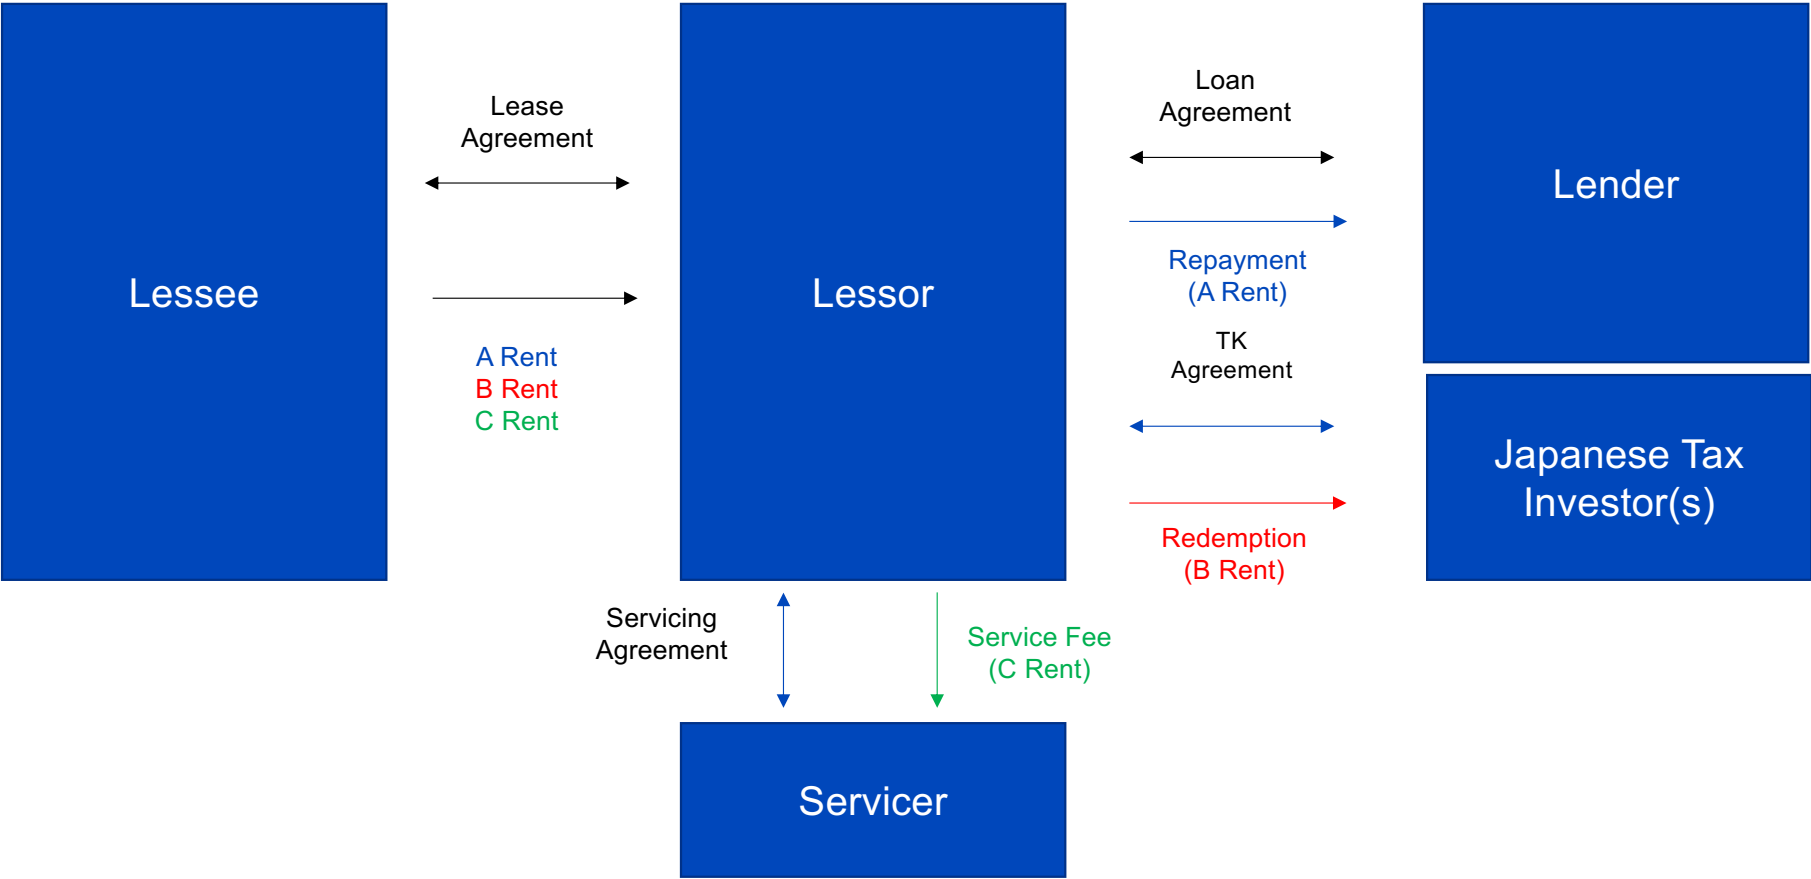 Lessee
Lease
Agreement
A Rent
B Rent
C Rent
Lessor
Loan
Agreement
Repayment
(A Rent)
TK
Agreement
Redemption
(B Rent)
Lender
Japanese Tax
Investor(s)
Servicing
Agreement
Service Fee
(C Rent)
Servicer